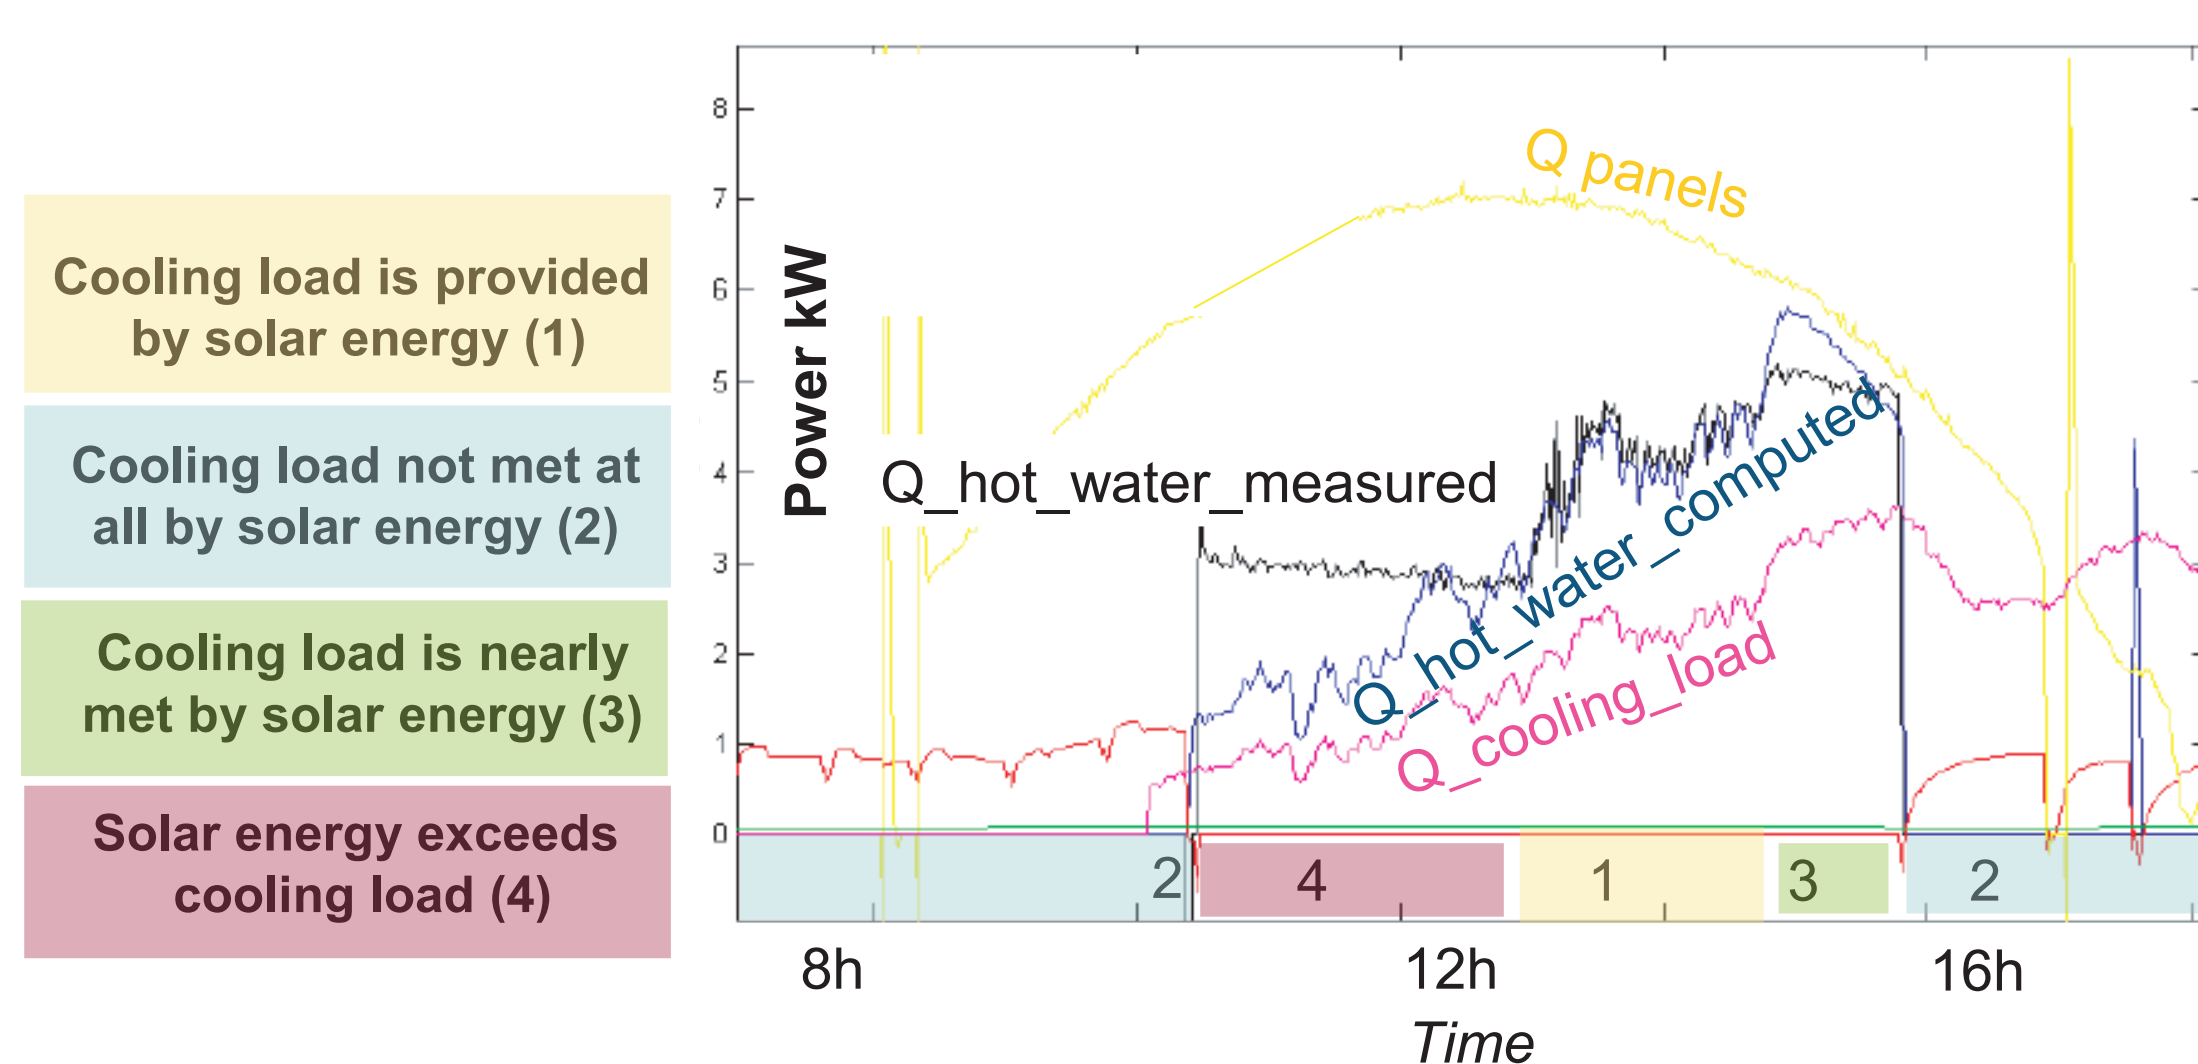 Cooling load is provided
by solar energy (1)
Cooling load not met at
all by solar energy (2)
Cooling load is nearly
met by solar energy (3)
Solar energy exceeds
cooling load (4)
Power kW
8
7
6
5
4
3
2
1
0
Q panels
Q_hot_water_measured
Q_hot_water_computed
Q_cooling_load
2 4 1 3 2
8h 12h 16h
Time